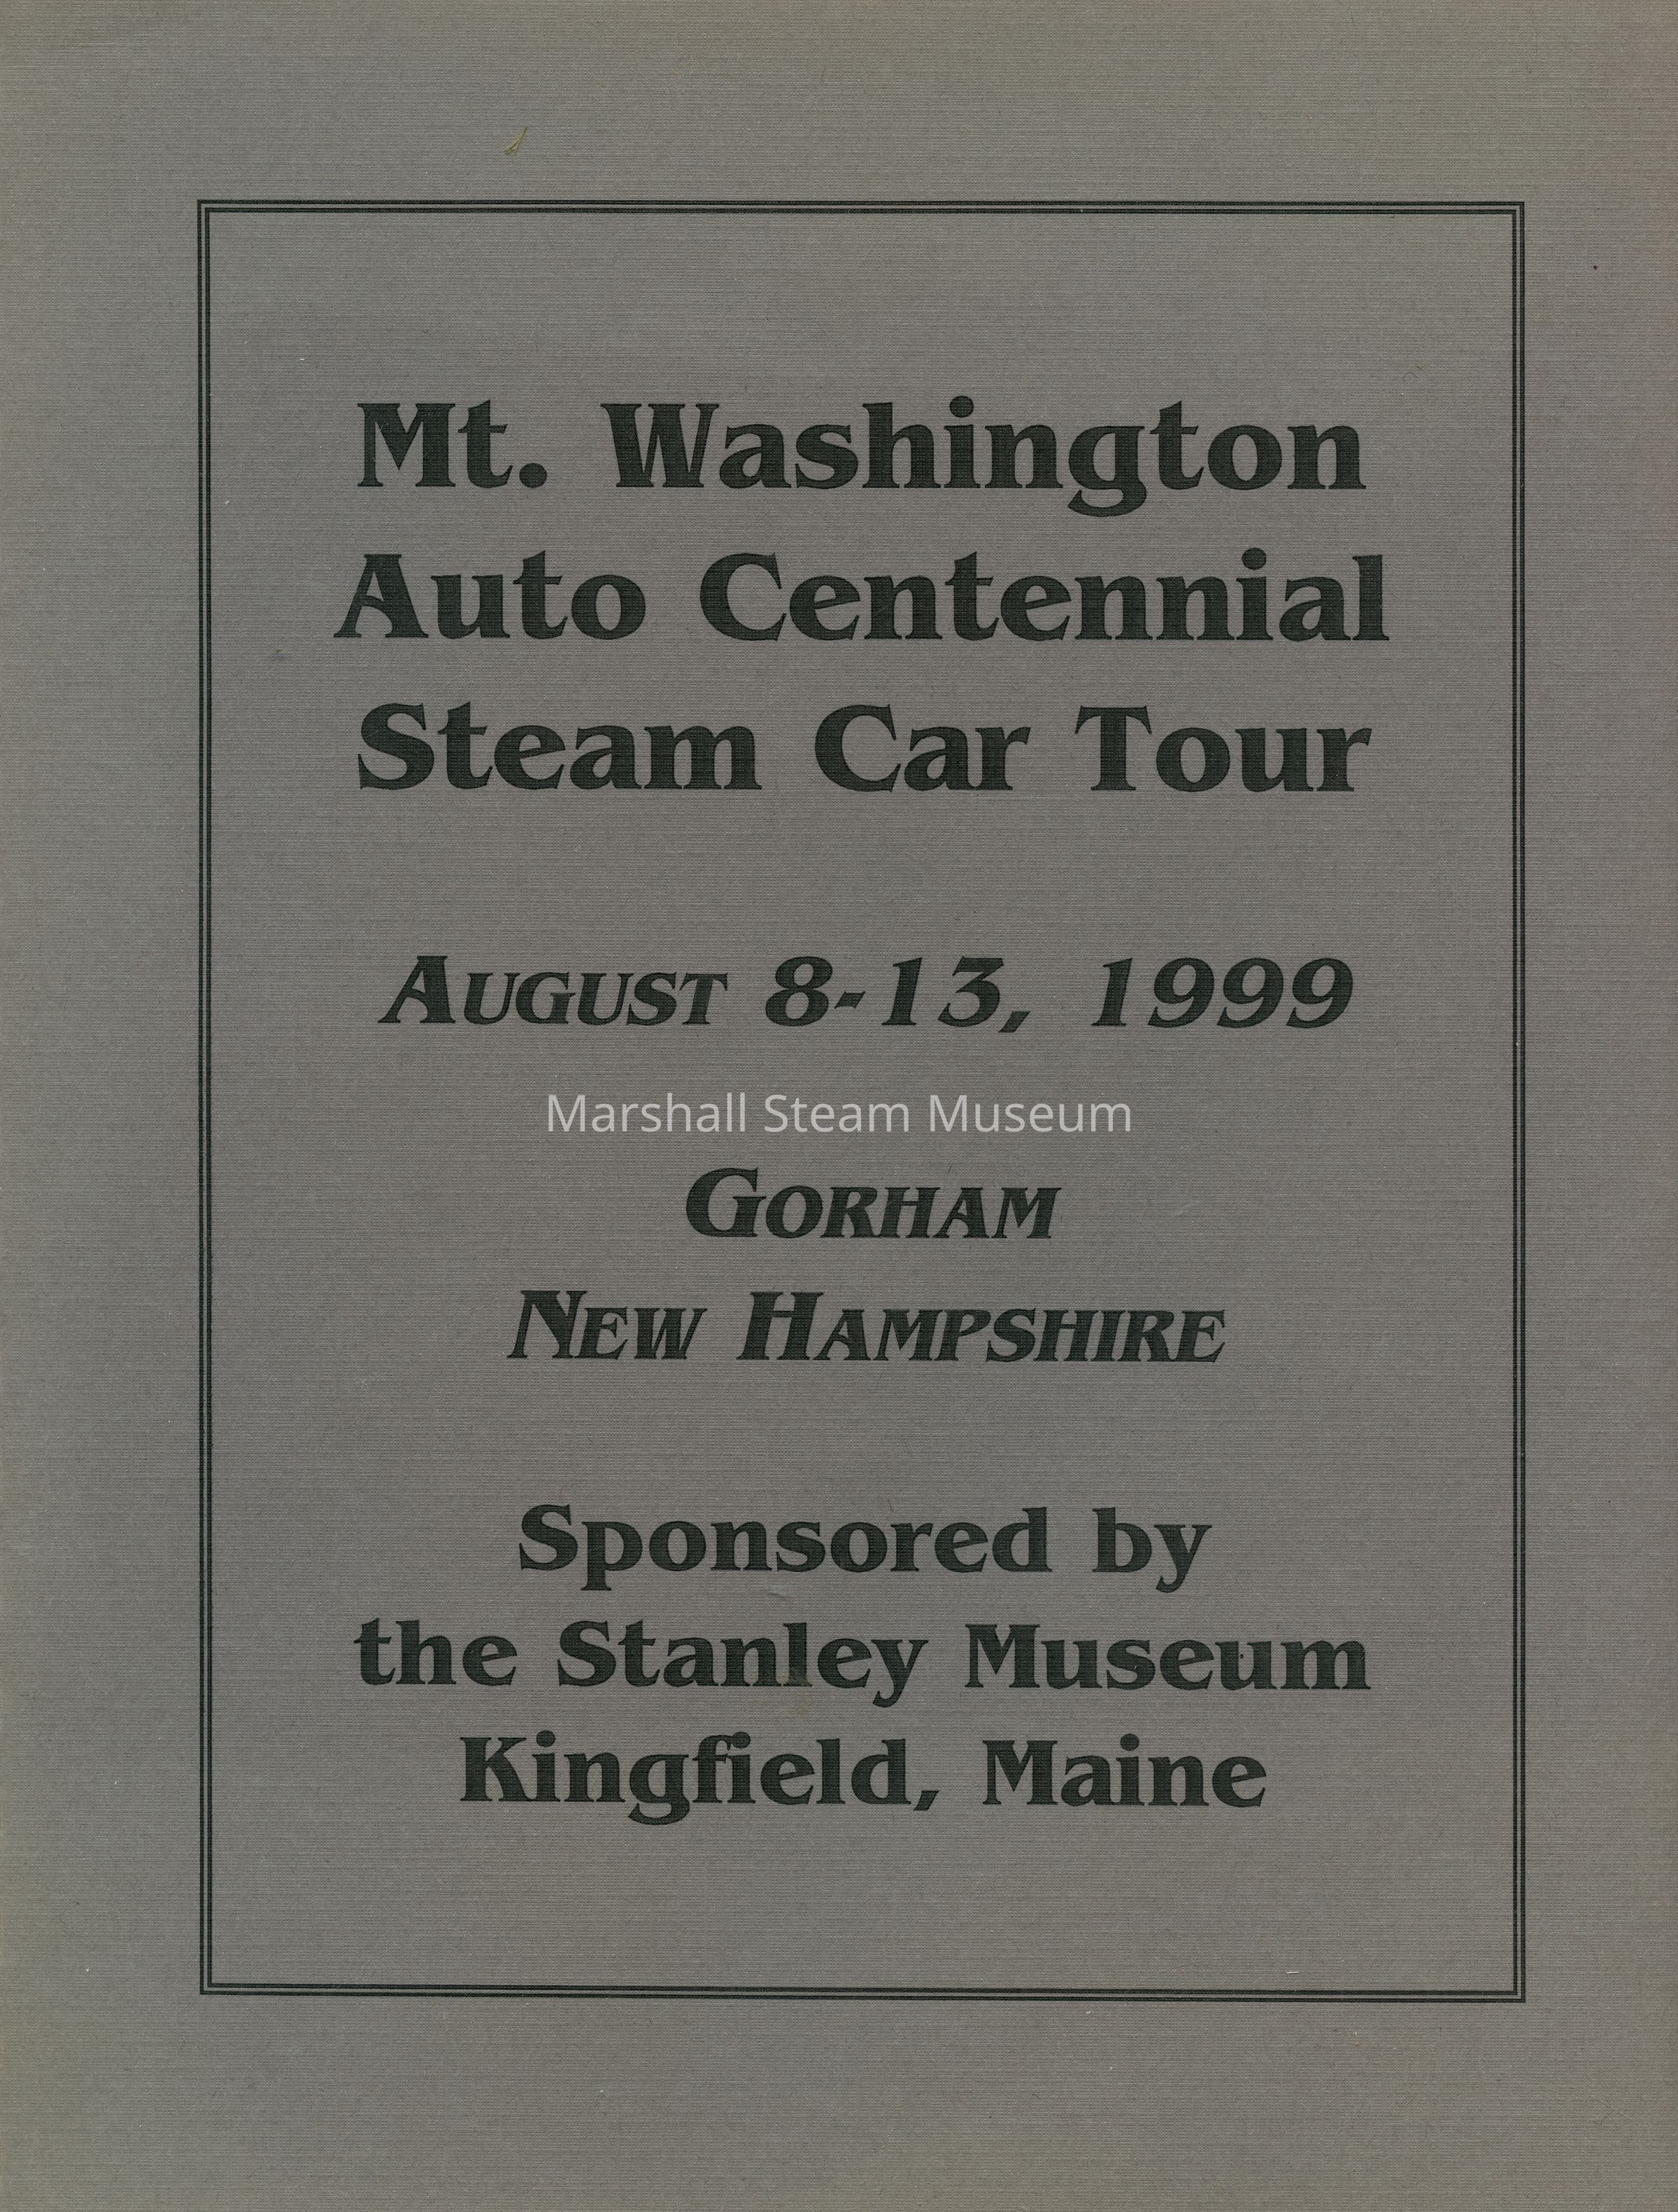 Mt. Washington
Auto Centennial
Steam Car Tour
AUGUST 8-13, 1999
Marshall Steam Museum
GORHAM
NEW HAMPSHIRE
Sponsored by
the Stanley Museum
Kingfield, Maine